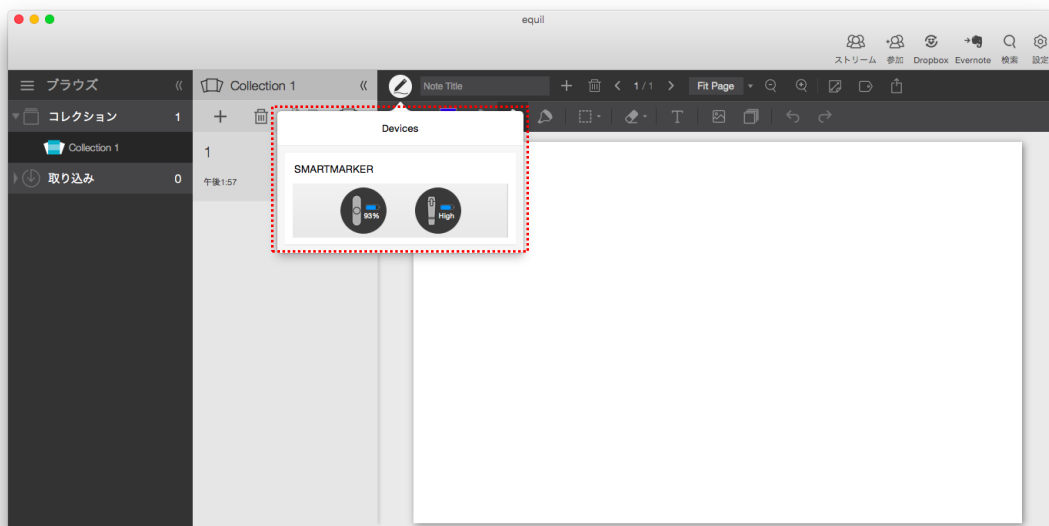 equil
ストリーム 参加 Dropbox Evernote 検索 設定
ブラウズ
Collection 1
Note Title
1 / 1
Fit Page
コレクション 1
Collection 1
取り込み 0
1
午後1:57
Devices
SMARTMARKER
93%
High
T